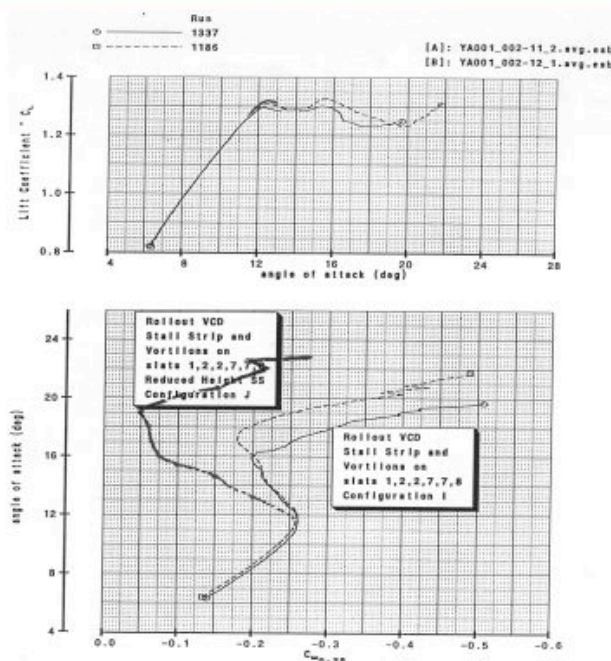 Run
1337
1186
[A]: YA001_002-11_2.avg.eab
[B]: YA001_002-12_1.avg.eab
1.4
1.2
1.0
0.8
Lift Coefficient ~ CL
4 8 12 16 20 24 28
angle of attack (deg)
Rollout VCD
Stall Strip and
Vortilons on
slats 1,2,2,7,7,8
Reduced Height SS
Configuration J
22
20
16
12
8
4
angle of attack (deg)
Rollout VCD
Stall Strip and
Vortilons on
slats 1,2,2,7,7,8
Configuration I
0.0 -0.1 -0.2 -0.3 -0.4 -0.5 -0.6